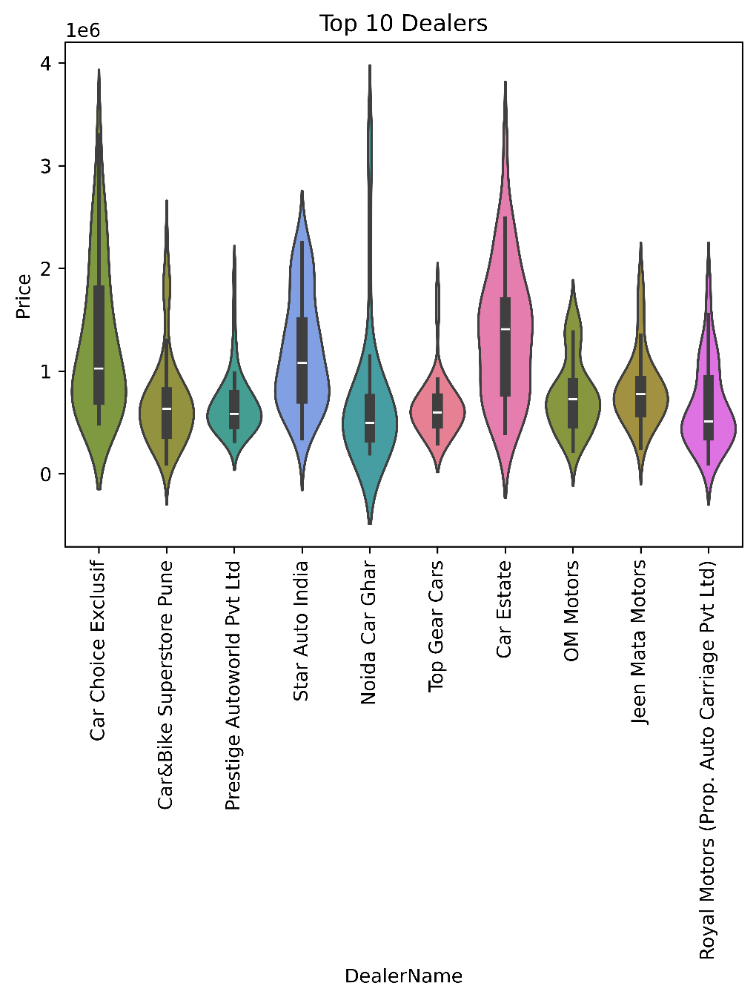 Top 10 Dealers
1e6
4
3
2
1
0
Price
Car Choice Exclusif
Car&Bike Superstore Pune
Prestige Autoworld Pvt Ltd
Star Auto India
Noida Car Ghar
Top Gear Cars
Car Estate
OM Motors
Jeen Mata Motors
Royal Motors (Prop. Auto Carriage Pvt Ltd)
DealerName